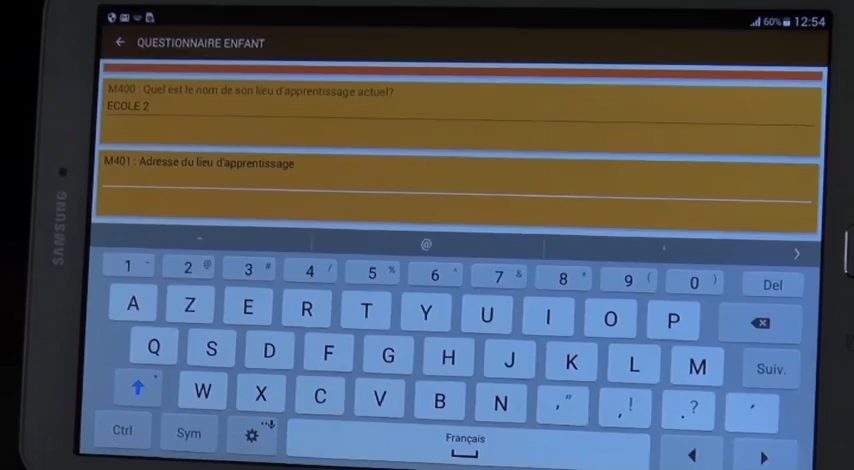 60% 12:54
QUESTIONNAIRE ENFANT
M400 : Quel est le nom de son lieu d'apprentissage actuel?
ECOLE 2
M401 : Adresse du lieu d'apprentissage
SAMSUNG
- @ '
1 2 @ 3 # 4 / 5 % 6 ^ 7 & 8 * 9 ( 0 ) Del
A Z E R T Y U I O P
Q S D F G H J K L M Suiv.
W X C V B N , " , ! . ? ´
Ctrl Sym Français